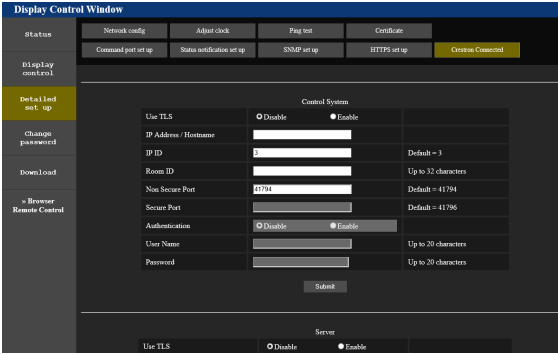 Display Control Window
Status
Display
control
Detailed
set up
Change
password
Download
» Browser
Remote Control
Network config Adjust clock Ping test Certificate
Command port set up Status notification set up SNMP set up HTTPS set up Crestron Connected
Control System
Use TLS Disable Enable
IP Address / Hostname
IP ID 3 Default = 3
Room ID Up to 32 characters
Non Secure Port 41794 Default = 41794
Secure Port Default = 41796
Authentication Disable Enable
User Name Up to 20 characters
Password Up to 20 characters
Submit
Server
Use TLS Disable Enable